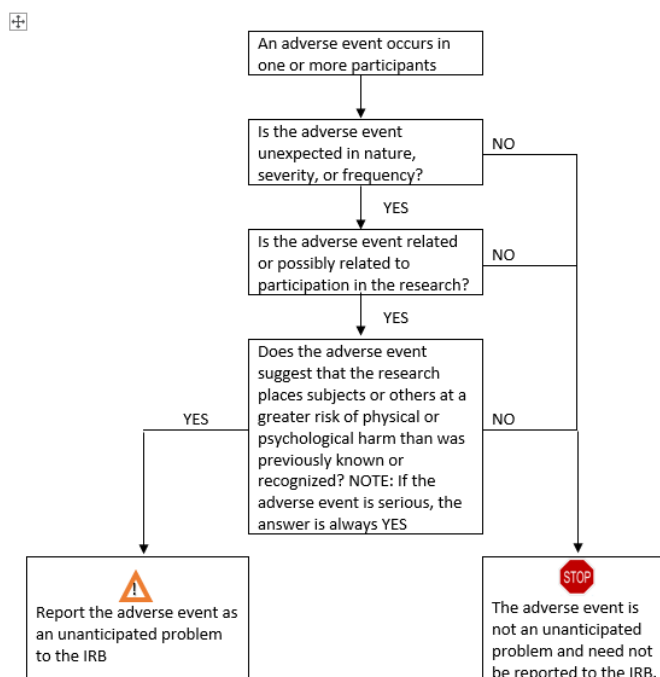 An adverse event occurs in
one or more participants
Is the adverse event
unexpected in nature,
severity, or frequency?
NO
YES
Is the adverse event related
or possibly related to
participation in the research?
NO
YES
Does the adverse event
suggest that the research
places subjects or others at a
greater risk of physical or
psychological harm than was
previously known or
recognized? NOTE: If the
adverse event is serious, the
answer is always YES
YES
NO
!
Report the adverse event as
an unanticipated problem
to the IRB
STOP
The adverse event is
not an unanticipated
problem and need not
be reported to the IRB.